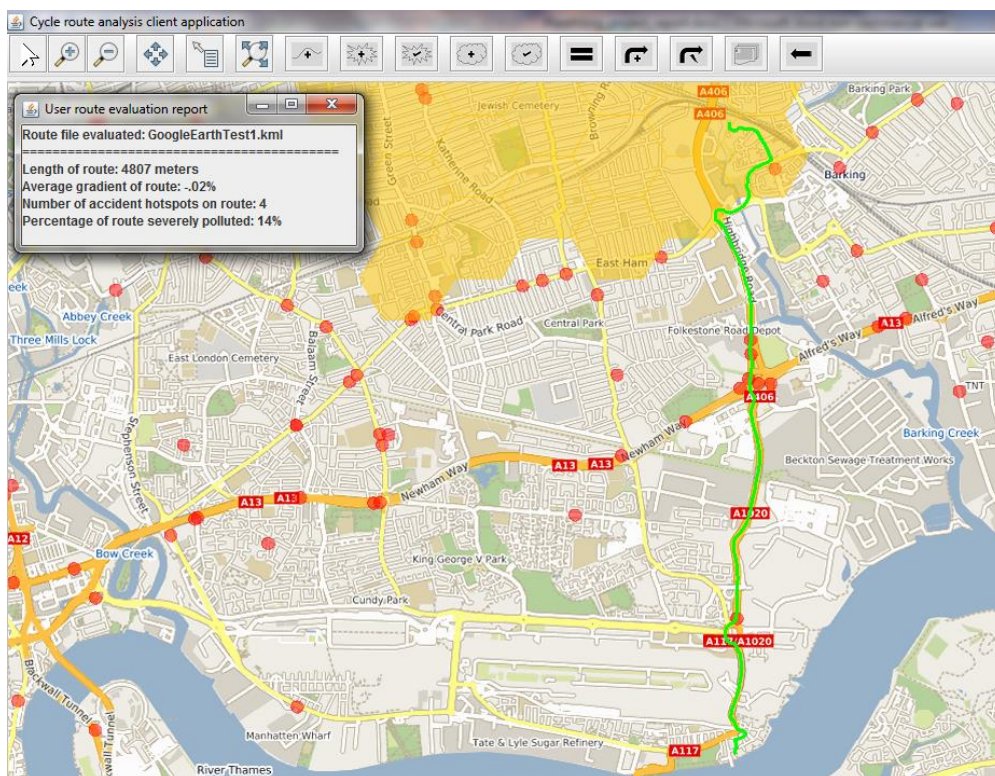 Cycle route analysis client application
User route evaluation report
Route file evaluated: GoogleEarthTest1.kml
==========================================
Length of route: 4807 meters
Average gradient of route: -.02%
Number of accident hotspots on route: 4
Percentage of route severely polluted: 14%
A406
Barking Park
Jewish Cemetery
Browning Road
A406
Green Street
Katherine Road
Barking
Highbridge Road
East Ham
Abbey Creek
Central Park Road
Central Park
Folkestone Road Depot
A13
Alfred's Way
Alfred's Way
Three Mills Lock
East London Cemetery
Balaam Street
TNT
A406
Stephenson Street
Newham Way
Barking Creek
Newham Way
A13
A13
Beckton Sewage Treatment Works
A13
A13
A1020
A12
Bow Creek
King George V Park
Cundy Park
A117/A1020
Blackwall Tunnel
Blackwall Tunnel
Manhatten Wharf
Tate & Lyle Sugar Refinery
A117
River Thames